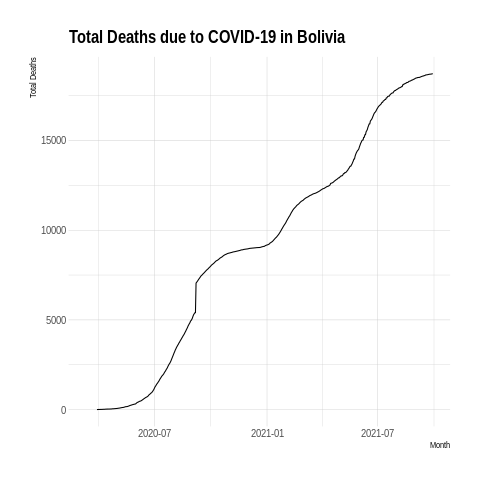 Total Deaths due to COVID-19 in Bolivia
Total Deaths
15000
10000
5000
0
2020-07 2021-01 2021-07
Month